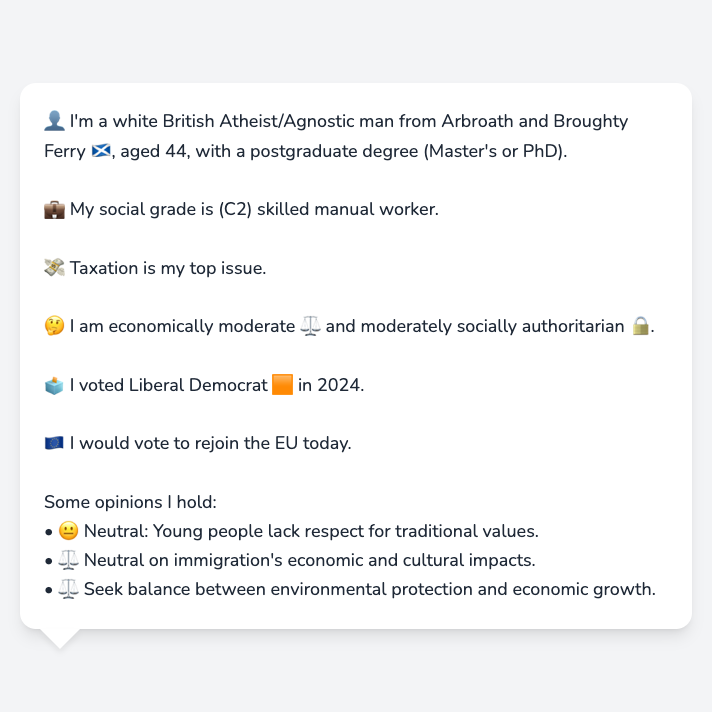 👤 I'm a white British Atheist/Agnostic man from Arbroath and Broughty
Ferry 🏴󠁧󠁢󠁳󠁣󠁴󠁿, aged 44, with a postgraduate degree (Master's or PhD).
💼 My social grade is (C2) skilled manual worker.
💸 Taxation is my top issue.
🤔 I am economically moderate ⚖️ and moderately socially authoritarian 🔒.
🗳️ I voted Liberal Democrat 🟧 in 2024.
🇪🇺 I would vote to rejoin the EU today.
Some opinions I hold:
• 😐 Neutral: Young people lack respect for traditional values.
• ⚖️ Neutral on immigration's economic and cultural impacts.
• ⚖️ Seek balance between environmental protection and economic growth.